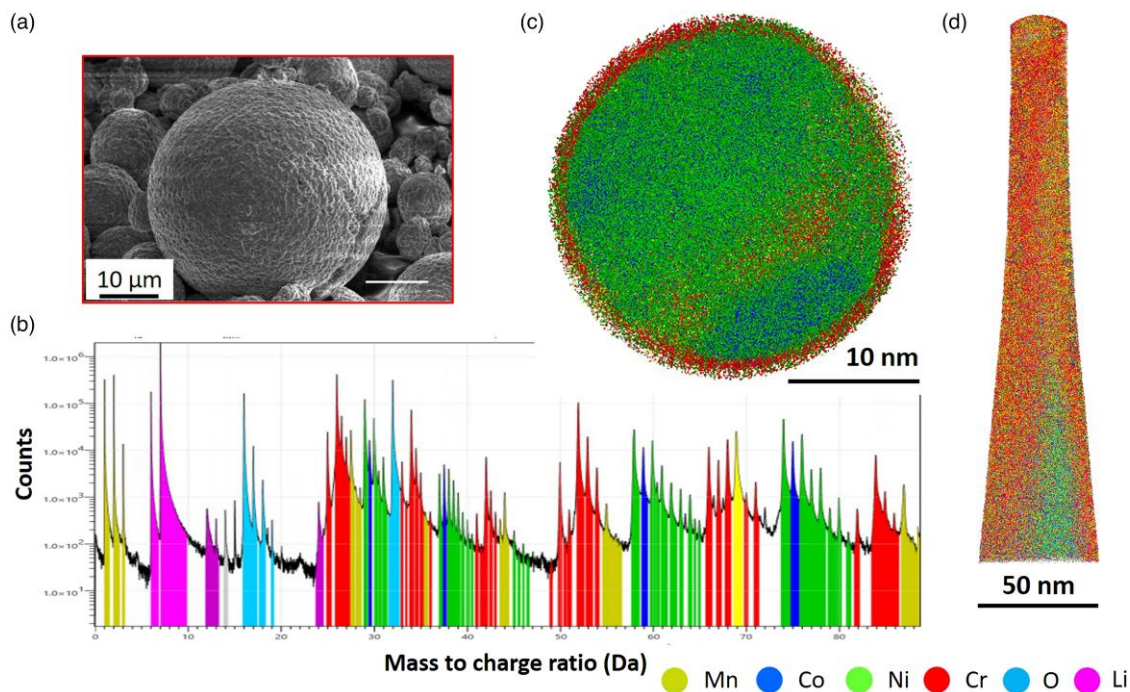 (a)
10 μm
(c)
10 nm
(d)
50 nm
(b)
1.0×10⁶
1.0×10⁵
1.0×10⁴
1.0×10³
1.0×10²
1.0×10¹
Counts
0 10 20 30 40 50 60 70 80
Mass to charge ratio (Da)
Mn Co Ni Cr O Li